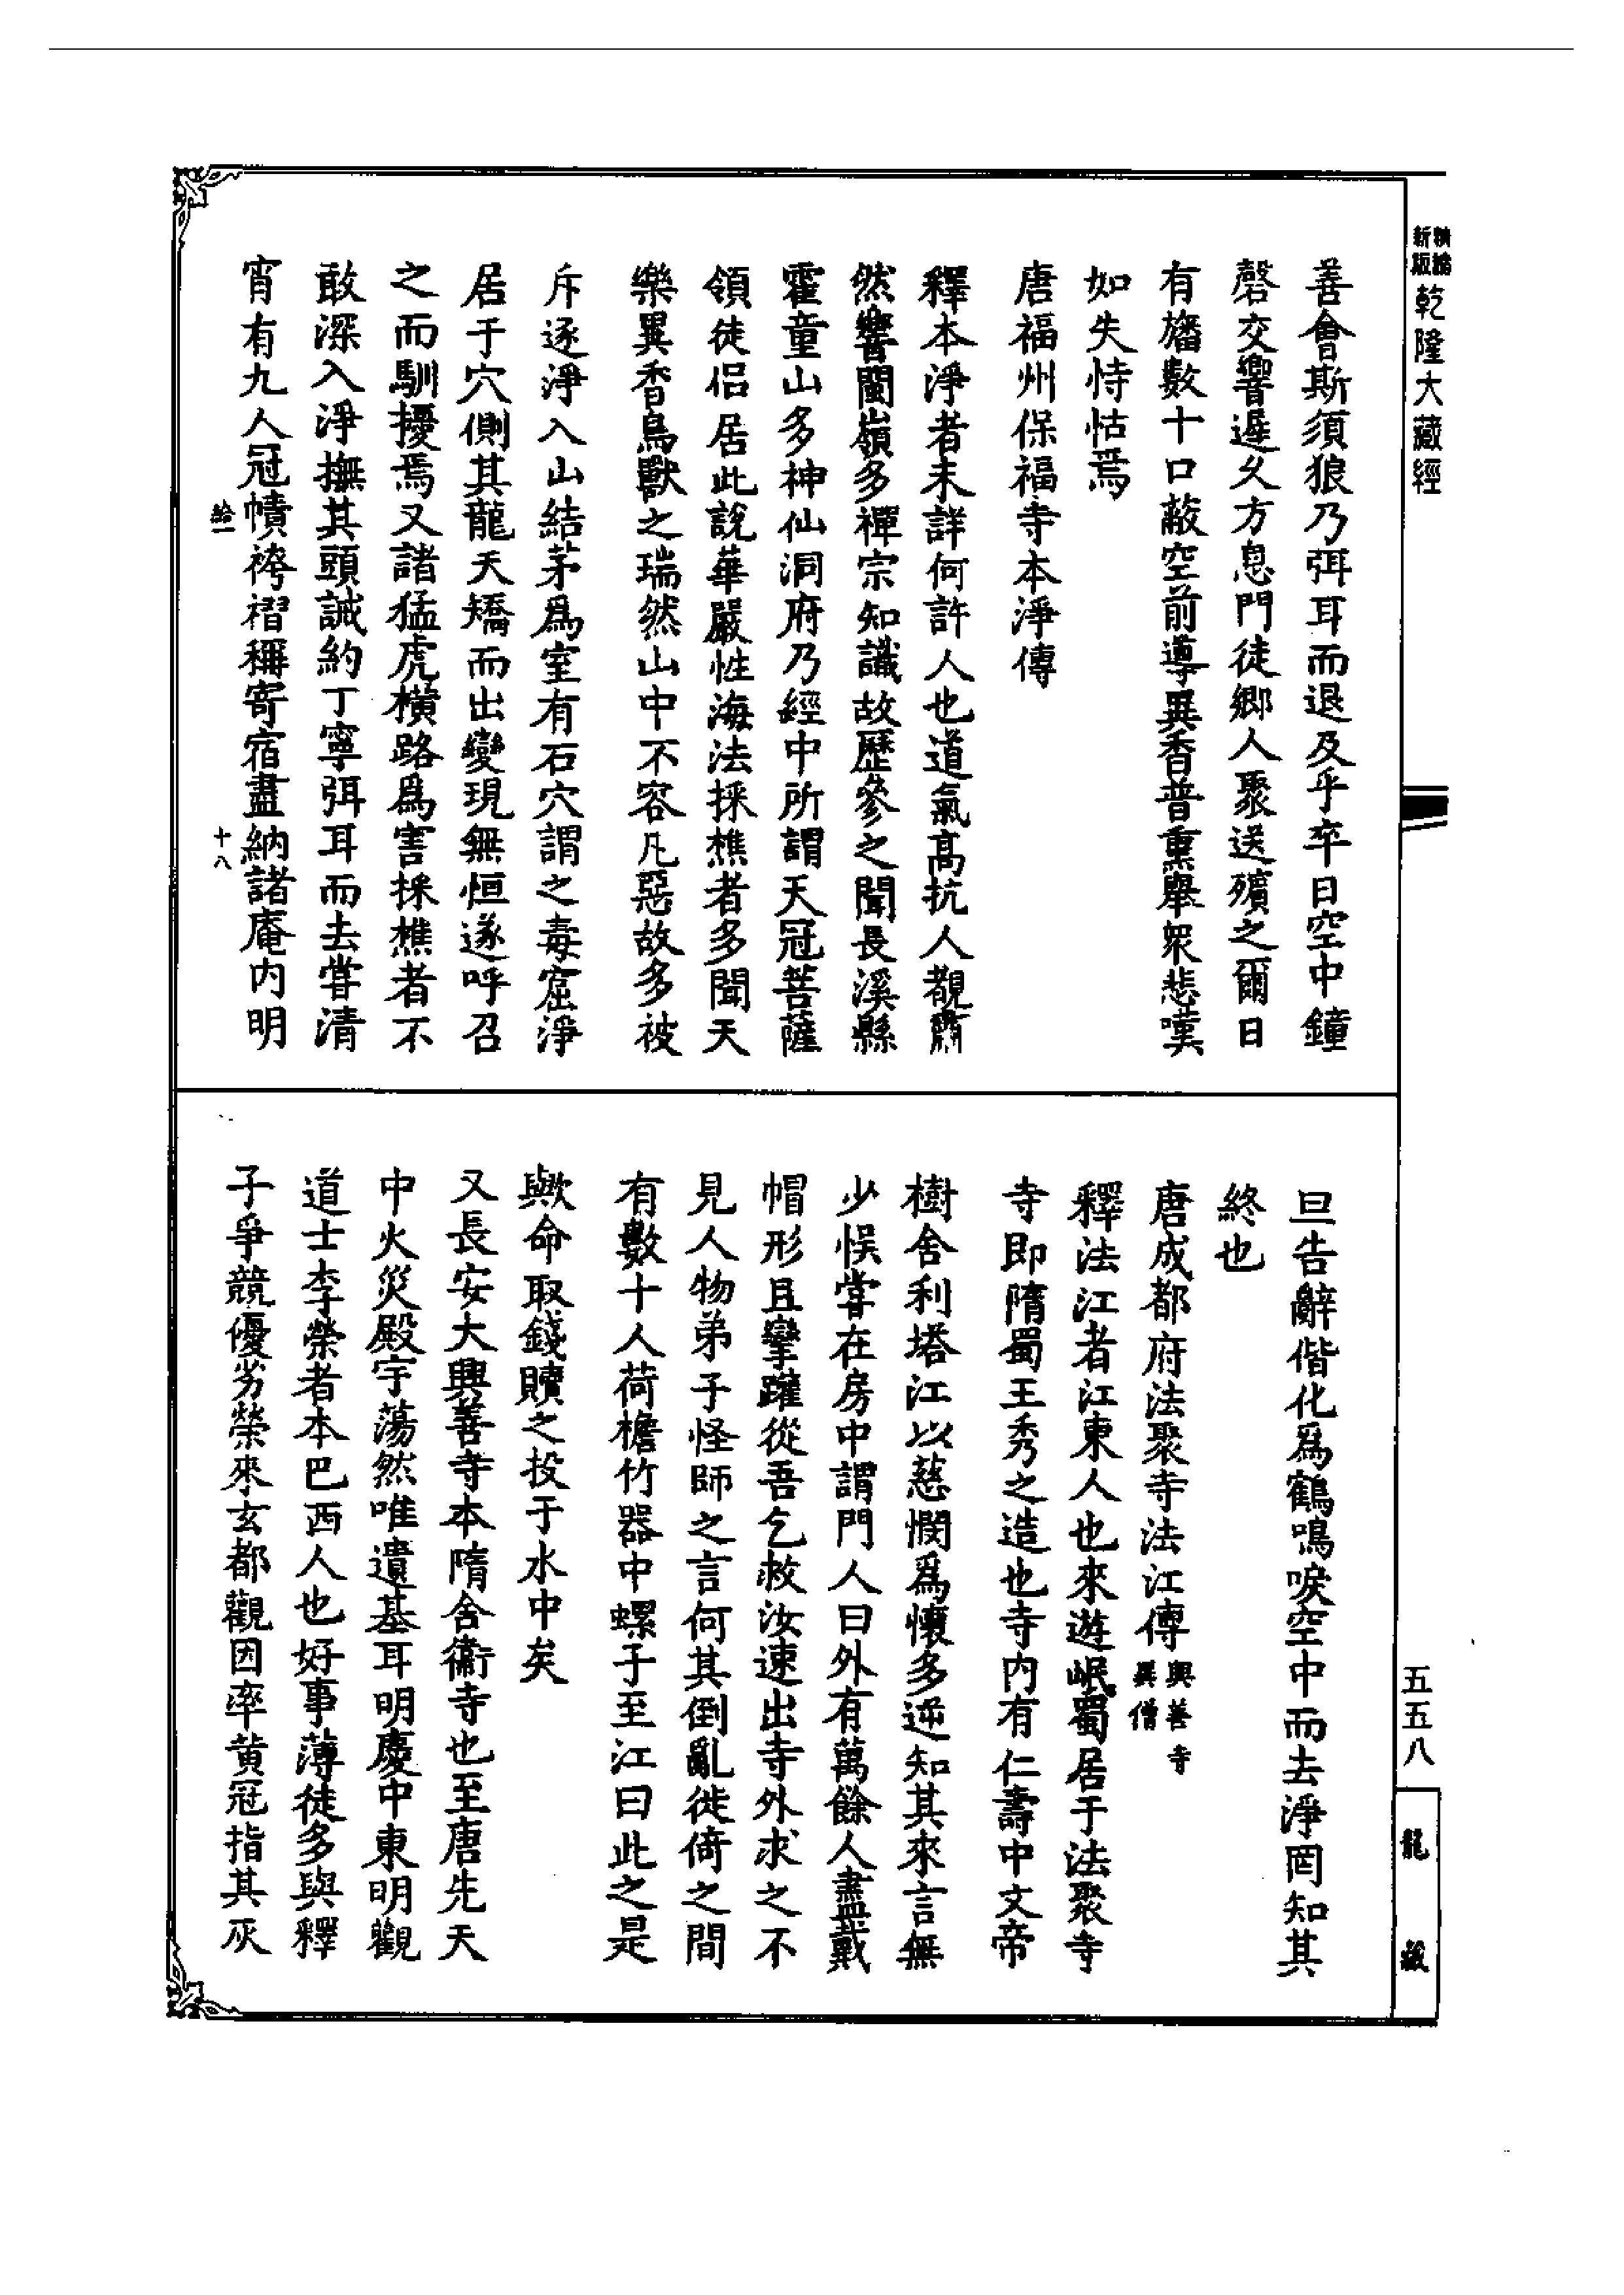 精縮
新版
乾隆大藏經
善會斯須狼乃弭耳而退及乎卒日空中鐘
磬交響遲久方息門徒鄉人聚送殯之爾日
有旛數十口蔽空前導異香普熏舉眾悲嘆
如失恃怙焉
唐福州保福寺本淨傳
釋本淨者未詳何許人也道氣高抗人覩肅
然響閩嶺多禪宗知識故歷參之聞長溪縣
霍童山多神仙洞府乃經中所謂天冠菩薩
領徒侶居此說華嚴性海法採樵者多聞天
樂異香鳥獸之瑞然山中不容凡惡故多被
斥逐淨入山結茅爲室有石穴謂之毒窟淨
居于穴側其龍夭矯而出變現無恒遂呼召
之而馴擾焉又諸猛虎橫路爲害採樵者不
敢深入淨撫其頭誡約丁寧弭耳而去甞清
宵有九人冠幘袴褶稱寄宿盡納諸庵內明
給一
十八
旦告辭偕化爲鶴鳴唳空中而去淨罔知其
終也
唐成都府法聚寺法江傳興善寺
異僧
釋法江者江東人也來遊岷蜀居于法聚寺
寺即隋蜀王秀之造也寺内有仁壽中文帝
樹舍利塔江以慈憫爲懷多逆知其來言無
少悞甞在房中謂門人曰外有萬餘人盡戴
帽形且攣躍從吾乞救汝速出寺外求之不
見人物弟子怪師之言何其倒亂徙倚之間
有數十人荷檐竹器中螺子至江曰此之是
歟命取錢贖之投于水中矣
又長安大興善寺本隋舍衞寺也至唐先天
中火災殿宇蕩然唯遺基耳明慶中東明觀
道士李榮者本巴西人也好事薄徒多與釋
子爭競優劣榮來玄都觀因率黄冠指其灰
五五八
龍藏